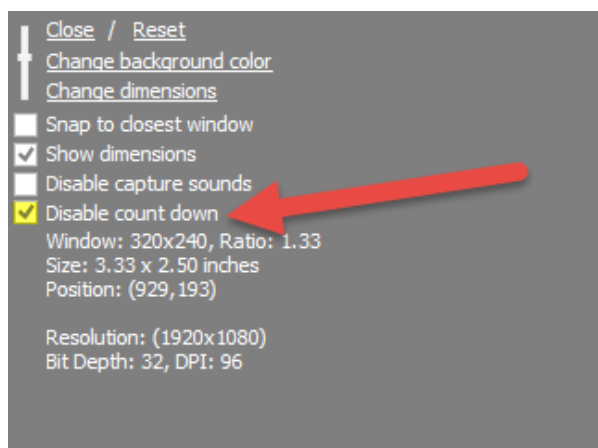 Close / Reset
Change background color
Change dimensions
Snap to closest window
Show dimensions
Disable capture sounds
Disable count down
Window: 320x240, Ratio: 1.33
Size: 3.33 x 2.50 inches
Position: (929,193)
Resolution: (1920x1080)
Bit Depth: 32, DPI: 96